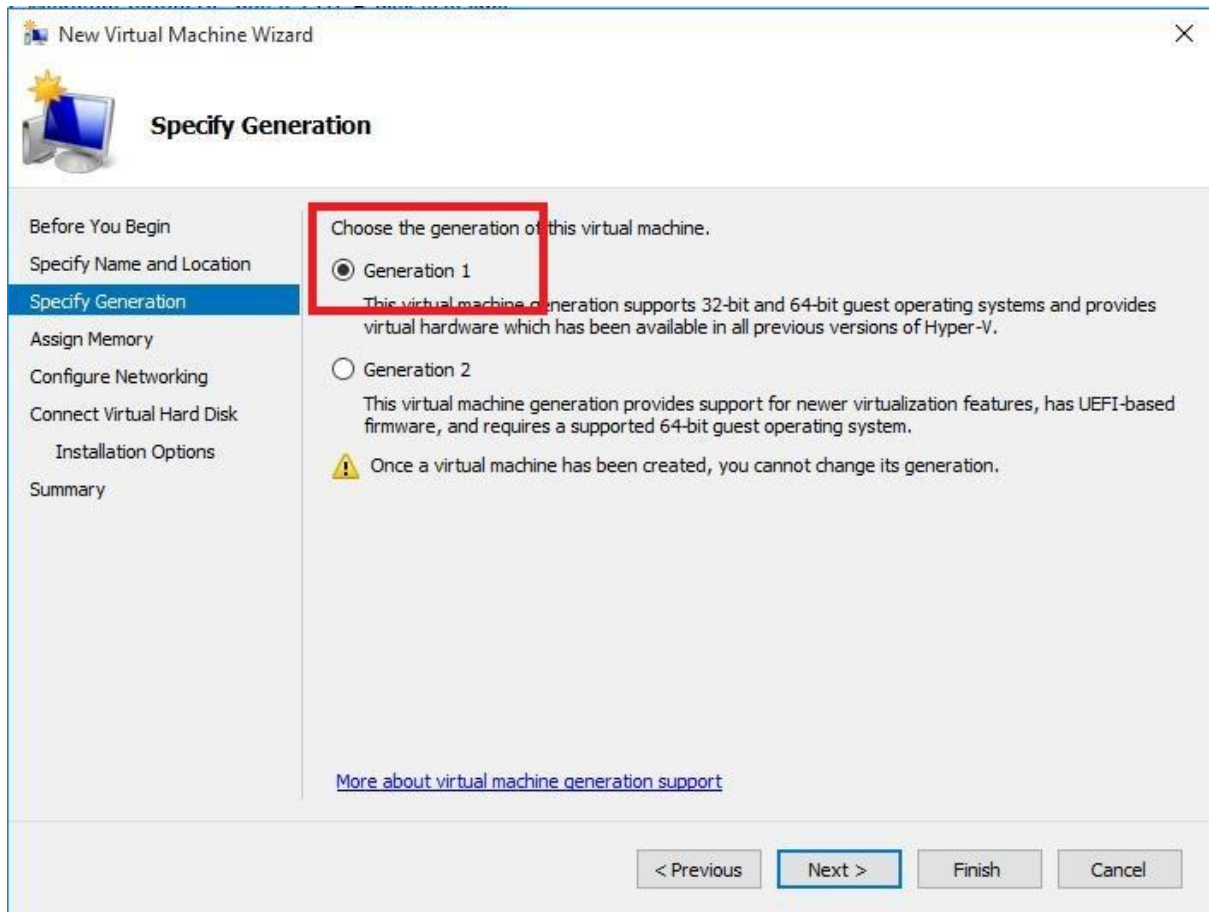 New Virtual Machine Wizard
Specify Generation
Before You Begin
Specify Name and Location
Specify Generation
Assign Memory
Configure Networking
Connect Virtual Hard Disk
Installation Options
Summary
Choose the generation of this virtual machine.
Generation 1
This virtual machine generation supports 32-bit and 64-bit guest operating systems and provides
virtual hardware which has been available in all previous versions of Hyper-V.
Generation 2
This virtual machine generation provides support for newer virtualization features, has UEFI-based
firmware, and requires a supported 64-bit guest operating system.
Once a virtual machine has been created, you cannot change its generation.
More about virtual machine generation support
< Previous
Next >
Finish
Cancel